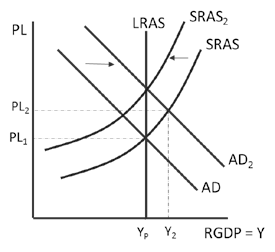 PL
LRAS
SRAS₂
SRAS
PL₂
PL₁
AD₂
AD
Yₚ
Y₂
RGDP = Y